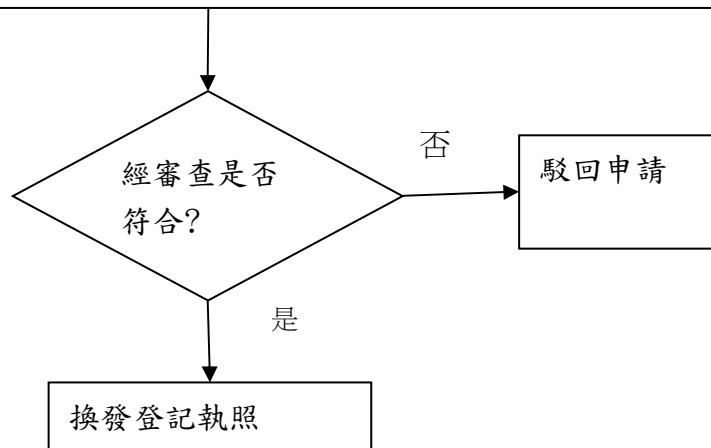 否
經審查是否
符合?
駁回申請
是
換發登記執照